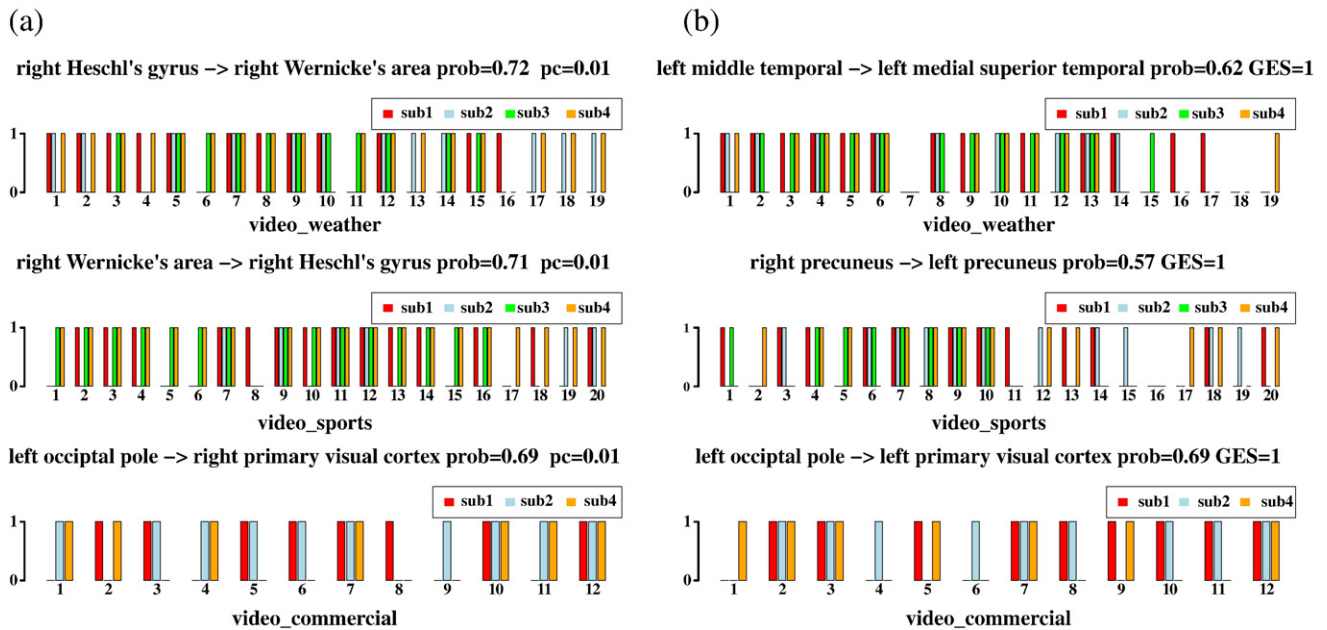 (a)
right Heschl's gyrus −> right Wernicke's area prob=0.72 pc=0.01
sub1 sub2 sub3 sub4
1
0
1 2 3 4 5 6 7 8 9 10 11 12 13 14 15 16 17 18 19
video_weather
right Wernicke's area −> right Heschl's gyrus prob=0.71 pc=0.01
sub1 sub2 sub3 sub4
1
0
1 2 3 4 5 6 7 8 9 10 11 12 13 14 15 16 17 18 19 20
video_sports
left occiptal pole −> right primary visual cortex prob=0.69 pc=0.01
sub1 sub2 sub4
1
0
1 2 3 4 5 6 7 8 9 10 11 12
video_commercial
(b)
left middle temporal −> left medial superior temporal prob=0.62 GES=1
sub1 sub2 sub3 sub4
1
0
1 2 3 4 5 6 7 8 9 10 11 12 13 14 15 16 17 18 19
video_weather
right precuneus −> left precuneus prob=0.57 GES=1
sub1 sub2 sub3 sub4
1
0
1 2 3 4 5 6 7 8 9 10 11 12 13 14 15 16 17 18 19 20
video_sports
left occiptal pole −> left primary visual cortex prob=0.69 GES=1
sub1 sub2 sub4
1
0
1 2 3 4 5 6 7 8 9 10 11 12
video_commercial